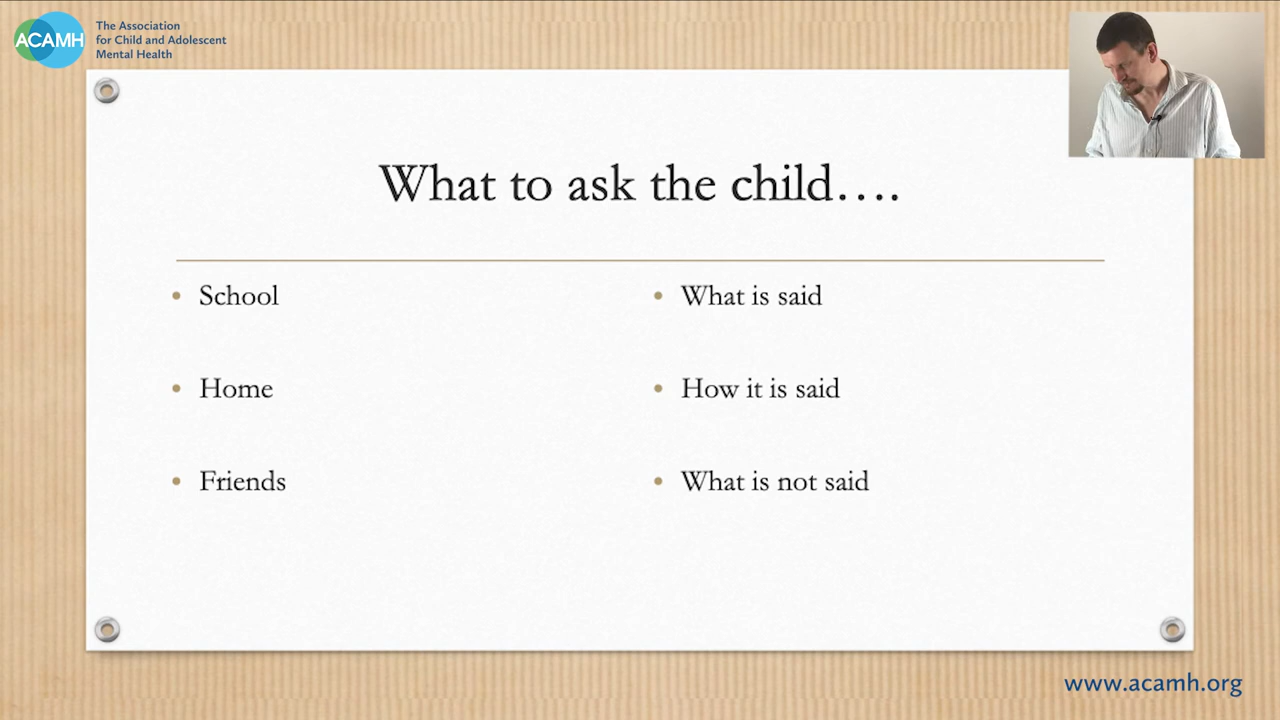 ACAMH
The Association
for Child and Adolescent
Mental Health
What to ask the child....
• School
• Home
• Friends
• What is said
• How it is said
• What is not said
www.acamh.org